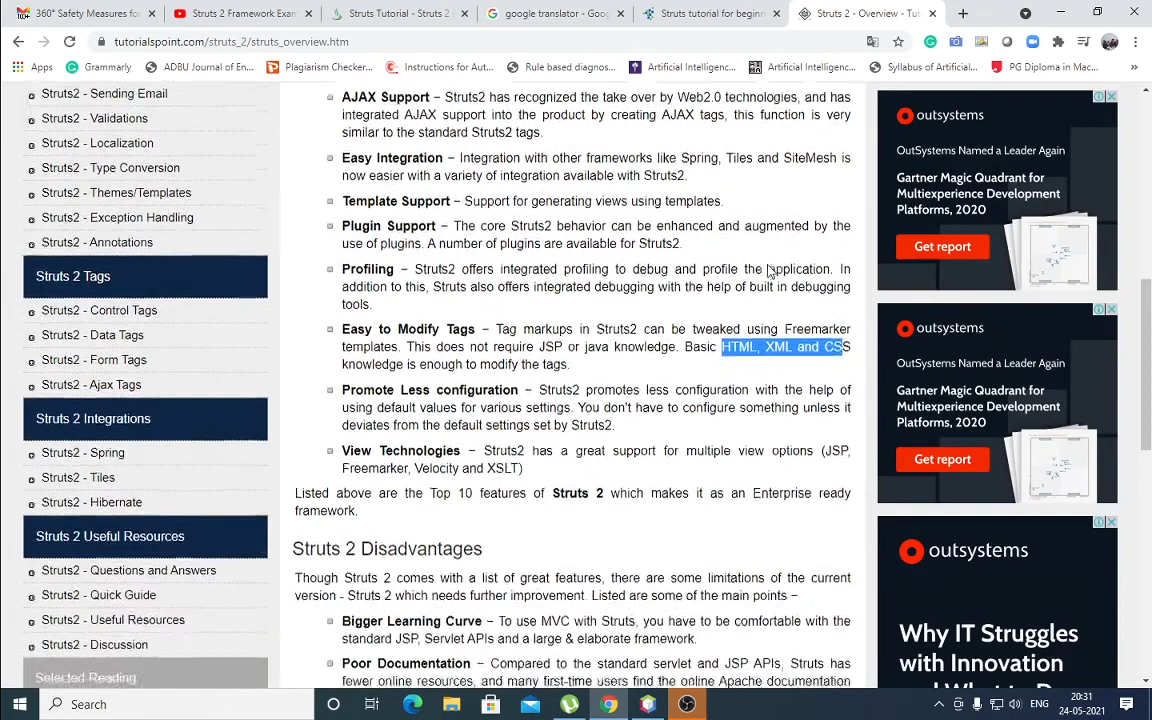 360° Safety Measures for
Struts 2 Framework Exam
Struts Tutorial - Struts 2
google translator - Goog
Struts tutorial for beginn
Struts 2 - Overview - Tut
tutorialspoint.com/struts_2/struts_overview.htm
Apps
Grammarly
ADBU Journal of En...
Plagiarism Checker...
Instructions for Aut...
Rule based diagnos...
Artificial Intelligenc...
Artificial Intelligenc...
Syllabus of Artificial...
PG Diploma in Mec...
Struts2 - Sending Email
Struts2 - Validations
Struts2 - Localization
Struts2 - Type Conversion
Struts2 - Themes/Templates
Struts2 - Exception Handling
Struts2 - Annotations
Struts 2 Tags
Struts2 - Control Tags
Struts2 - Data Tags
Struts2 - Form Tags
Struts2 - Ajax Tags
Struts 2 Integrations
Struts2 - Spring
Struts2 - Tiles
Struts2 - Hibernate
Struts 2 Useful Resources
Struts2 - Questions and Answers
Struts2 - Quick Guide
Struts2 - Useful Resources
Struts2 - Discussion
Selected Reading
AJAX Support − Struts2 has recognized the take over by Web2.0 technologies, and has
integrated AJAX support into the product by creating AJAX tags, this function is very
similar to the standard Struts2 tags.
Easy Integration − Integration with other frameworks like Spring, Tiles and SiteMesh is
now easier with a variety of integration available with Struts2.
Template Support − Support for generating views using templates.
Plugin Support − The core Struts2 behavior can be enhanced and augmented by the
use of plugins. A number of plugins are available for Struts2.
Profiling − Struts2 offers integrated profiling to debug and profile the application. In
addition to this, Struts also offers integrated debugging with the help of built in debugging
tools.
Easy to Modify Tags − Tag markups in Struts2 can be tweaked using Freemarker
templates. This does not require JSP or java knowledge. Basic HTML, XML and CSS
knowledge is enough to modify the tags.
Promote Less configuration − Struts2 promotes less configuration with the help of
using default values for various settings. You don't have to configure something unless it
deviates from the default settings set by Struts2.
View Technologies − Struts2 has a great support for multiple view options (JSP,
Freemarker, Velocity and XSLT)
Listed above are the Top 10 features of Struts 2 which makes it as an Enterprise ready
framework.
Struts 2 Disadvantages
Though Struts 2 comes with a list of great features, there are some limitations of the current
version - Struts 2 which needs further improvement. Listed are some of the main points −
Bigger Learning Curve − To use MVC with Struts, you have to be comfortable with the
standard JSP, Servlet APIs and a large & elaborate framework.
Poor Documentation − Compared to the standard servlet and JSP APIs, Struts has
fewer online resources, and many first-time users find the online Apache documentation
outsystems
OutSystems Named a Leader Again
Gartner Magic Quadrant for
Multiexperience Development
Platforms, 2020
Get report
outsystems
OutSystems Named a Leader Again
Gartner Magic Quadrant for
Multiexperience Development
Platforms, 2020
Get report
outsystems
Why IT Struggles
with Innovation
Search
ENG
20:31
24-05-2021